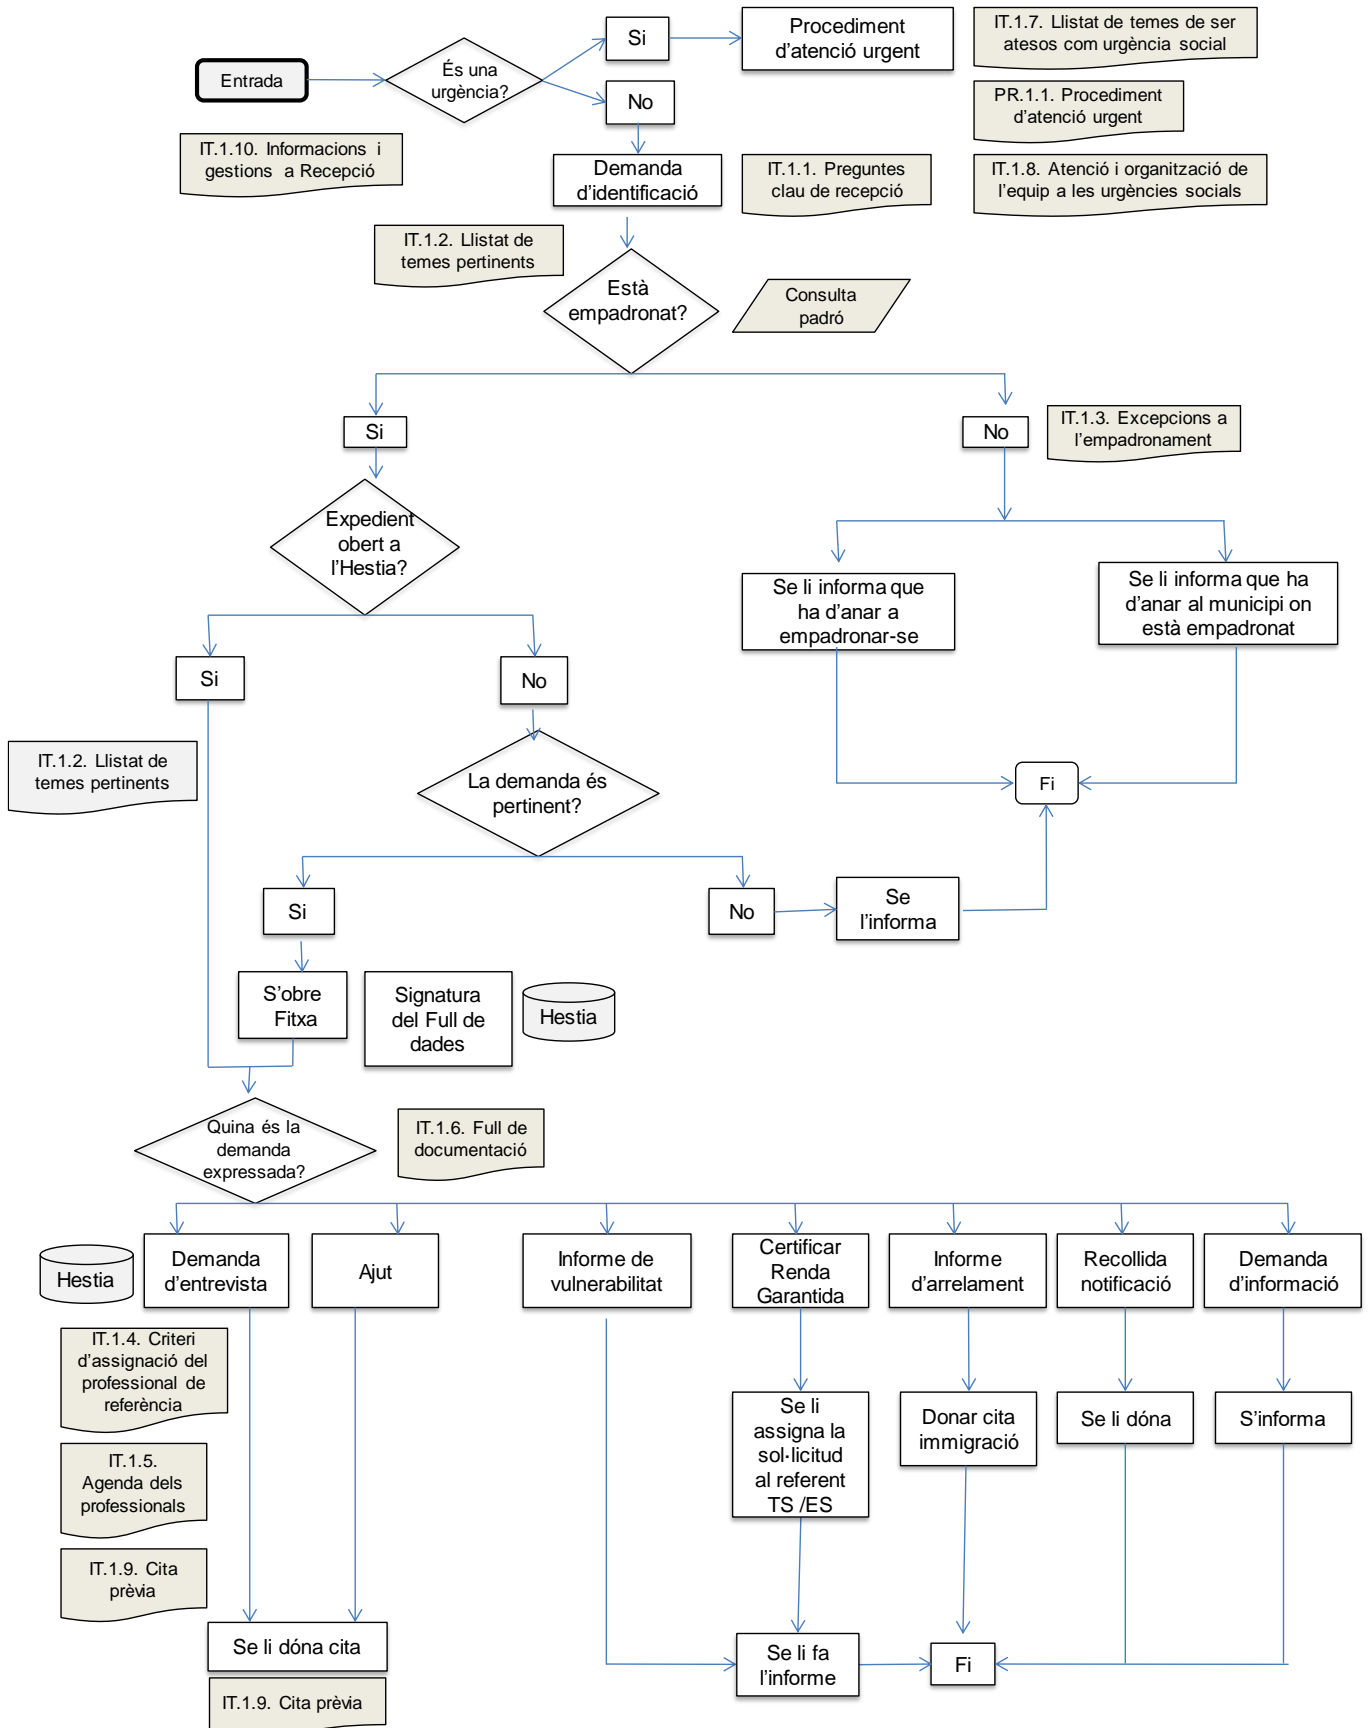 Si
Procediment
d'atenció urgent
IT.1.7. Llistat de temes de ser
atesos com urgència social
Entrada
És una
urgència?
No
PR.1.1. Procediment
d'atenció urgent
IT.1.10. Informacions i
gestions a Recepció
Demanda
d'identificació
IT.1.1. Preguntes
clau de recepció
IT.1.8. Atenció i organització de
l'equip a les urgències socials
IT.1.2. Llistat de
temes pertinents
Està
empadronat?
Consulta
padró
Si
No
IT.1.3. Excepcions a
l'empadronament
Expedient
obert a
l'Hestia?
Se li informa que
ha d'anar a
empadronar-se
Se li informa que ha
d'anar al municipi on
està empadronat
Si
No
IT.1.2. Llistat de
temes pertinents
La demanda és
pertinent?
Fi
Si
No
Se
l'informa
S'obre
Fitxa
Signatura
del Full de
dades
Hestia
Quina és la
demanda
expressada?
IT.1.6. Full de
documentació
Hestia
Demanda
d'entrevista
Ajut
Informe de
vulnerabilitat
Certificar
Renda
Garantida
Informe
d'arrelament
Recollida
notificació
Demanda
d'informació
IT.1.4. Criteri
d'assignació del
professional de
referència
Se li
assigna la
sol·licitud
al referent
TS /ES
Donar cita
immigració
Se li dóna
S'informa
IT.1.5.
Agenda dels
professionals
IT.1.9. Cita
prèvia
Se li dóna cita
Se li fa
l'informe
Fi
IT.1.9. Cita prèvia